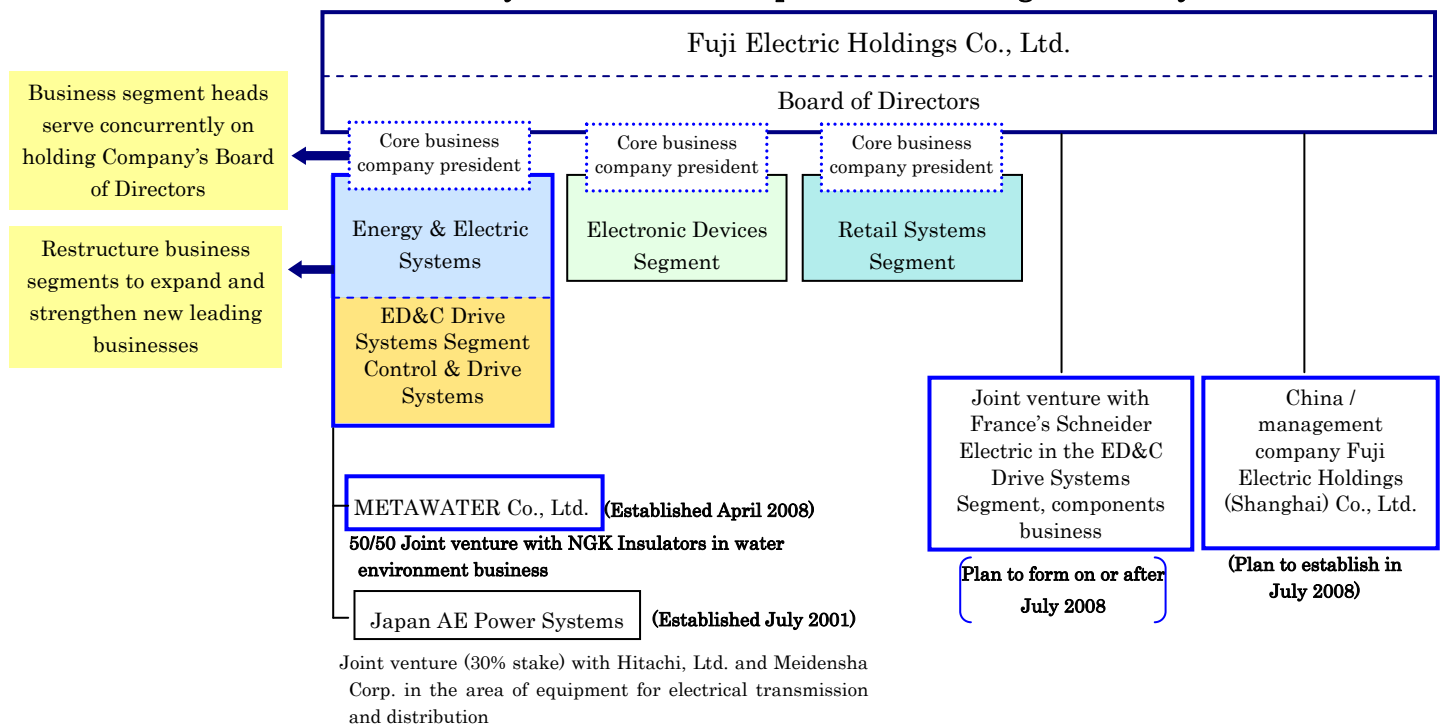 Fuji Electric Holdings Co., Ltd.
Board of Directors
Business segment heads
serve concurrently on
holding Company's Board
of Directors
Core business
company president
Core business
company president
Core business
company president
Energy & Electric
Systems
Electronic Devices
Segment
Retail Systems
Segment
Restructure business
segments to expand and
strengthen new leading
businesses
ED&C Drive
Systems Segment
Control & Drive
Systems
Joint venture with
France's Schneider
Electric in the ED&C
Drive Systems
Segment, components
business
China /
management
company Fuji
Electric Holdings
(Shanghai) Co., Ltd.
METAWATER Co., Ltd. (Established April 2008)
50/50 Joint venture with NGK Insulators in water
environment business
Plan to form on or after
July 2008
(Plan to establish in
July 2008)
Japan AE Power Systems (Established July 2001)
Joint venture (30% stake) with Hitachi, Ltd. and Meidensha
Corp. in the area of equipment for electrical transmission
and distribution